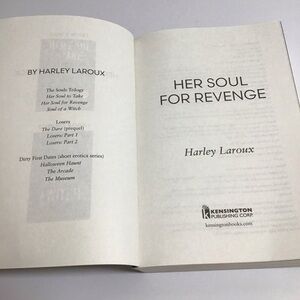 BY HARLEY LAROUX
The Souls Trilogy
Her Soul to Take
Her Soul for Revenge
Soul of a Witch
Losers
The Dare (prequel)
Losers: Part 1
Losers: Part 2
Dirty First Dates (short erotica series)
Halloween Haunt
The Arcade
The Museum
HER SOUL
FOR REVENGE
Harley Laroux
KENSINGTON
PUBLISHING CORP.
kensingtonbooks.com